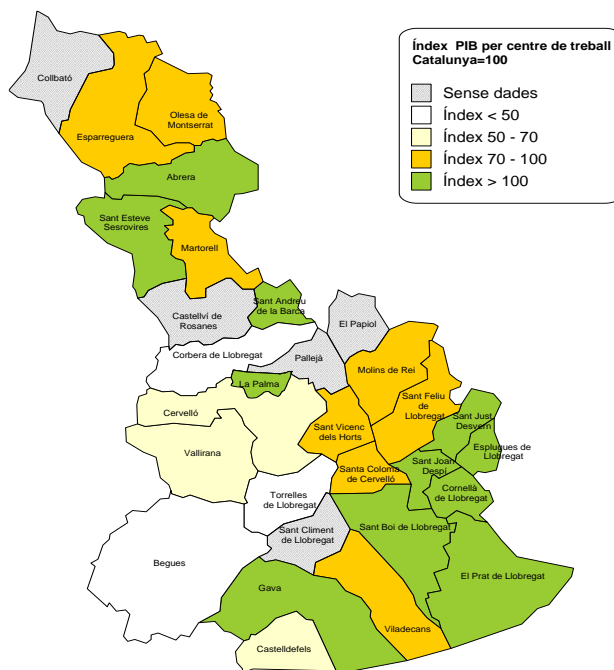 Índex PIB per centre de treball
Catalunya=100
Sense dades
Índex < 50
Índex 50 - 70
Índex 70 - 100
Índex > 100
Collbató
Olesa de
Montserrat
Esparreguera
Abrera
Sant Esteve
Sesrovires
Martorell
Castellví de
Rosanes
Sant Andreu
de la Barca
El Papiol
Corbera de Llobregat
Pallejà
Molins de Rei
La Palma
Sant Feliu
de
Llobregat
Cervelló
Sant Just
Desvern
Sant Vicenc
dels Horts
Esplugues de
Llobregat
Vallirana
Sant Joan
Despí
Santa Coloma
de Cervelló
Cornellà
de Llobregat
Torrelles
de Llobregat
Sant Climent
de Llobregat
Sant Boi de Llobregat
Begues
El Prat de Llobregat
Gava
Viladecans
Castelldefels